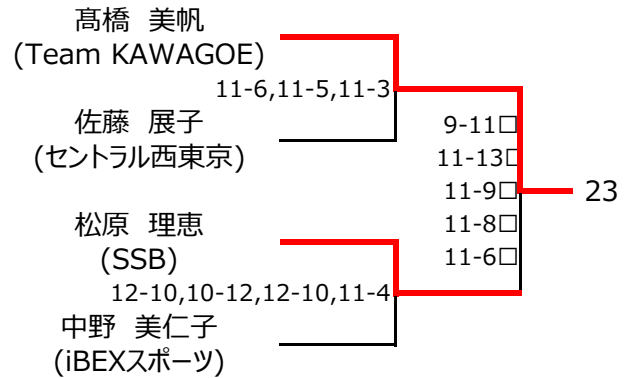 髙橋 美帆
(Team KAWAGOE)
11-6,11-5,11-3
佐藤 展子
(セントラル西東京)
9-11□
11-13□
11-9□
11-8□
11-6□
23
松原 理恵
(SSB)
12-10,10-12,12-10,11-4
中野 美仁子
(iBEXスポーツ)